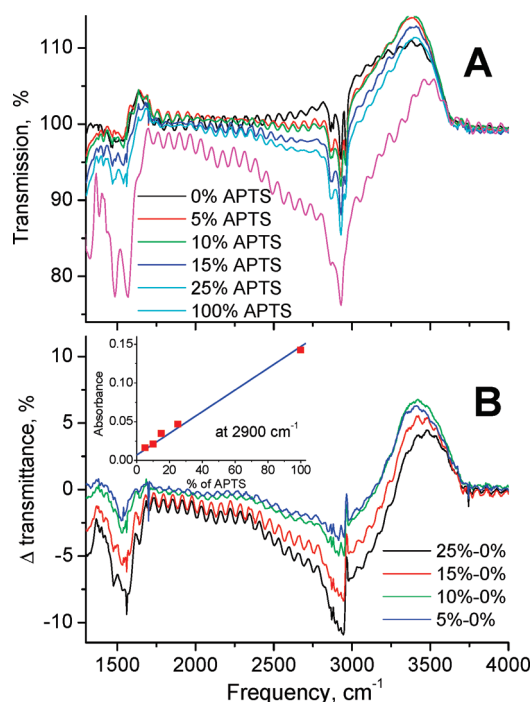 110
100
90
80
Transmission, %
A
0% APTS
5% APTS
10% APTS
15% APTS
25% APTS
100% APTS
10
5
0
-5
-10
Δ transmittance, %
B
0.15
0.10
0.05
0.00
Absorbance
at 2900 cm⁻¹
0 20 40 60 80 100
% of APTS
25%-0%
15%-0%
10%-0%
5%-0%
1500 2000 2500 3000 3500 4000
Frequency, cm⁻¹